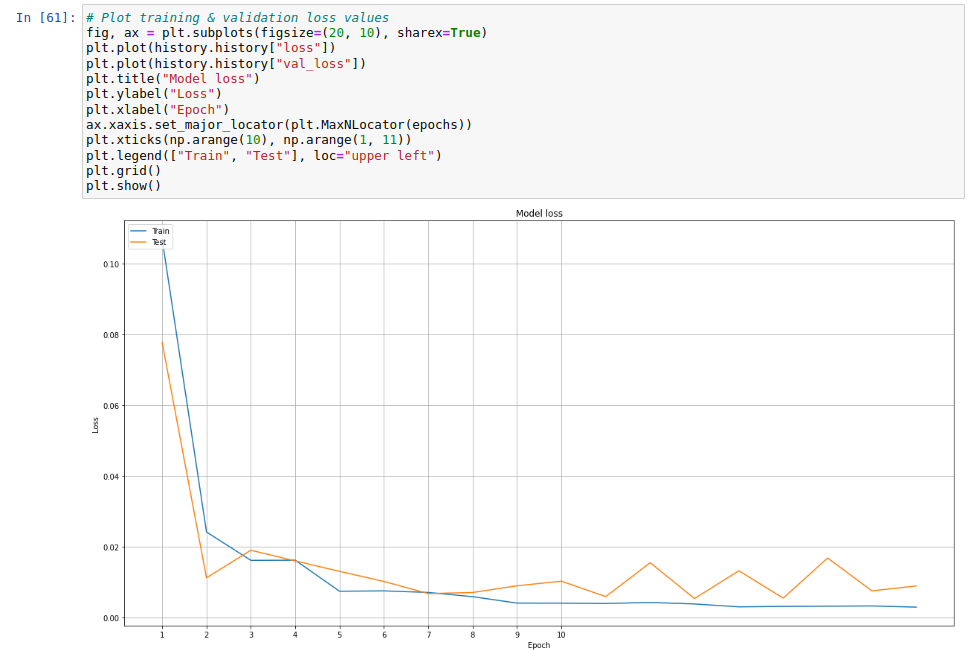 In [61]:
# Plot training & validation loss values
fig, ax = plt.subplots(figsize=(20, 10), sharex=True)
plt.plot(history.history["loss"])
plt.plot(history.history["val_loss"])
plt.title("Model loss")
plt.ylabel("Loss")
plt.xlabel("Epoch")
ax.xaxis.set_major_locator(plt.MaxNLocator(epochs))
plt.xticks(np.arange(10), np.arange(1, 11))
plt.legend(["Train", "Test"], loc="upper left")
plt.grid()
plt.show()
Model loss
Train
Test
0.10
0.08
0.06
0.04
0.02
0.00
Loss
1 2 3 4 5 6 7 8 9 10
Epoch